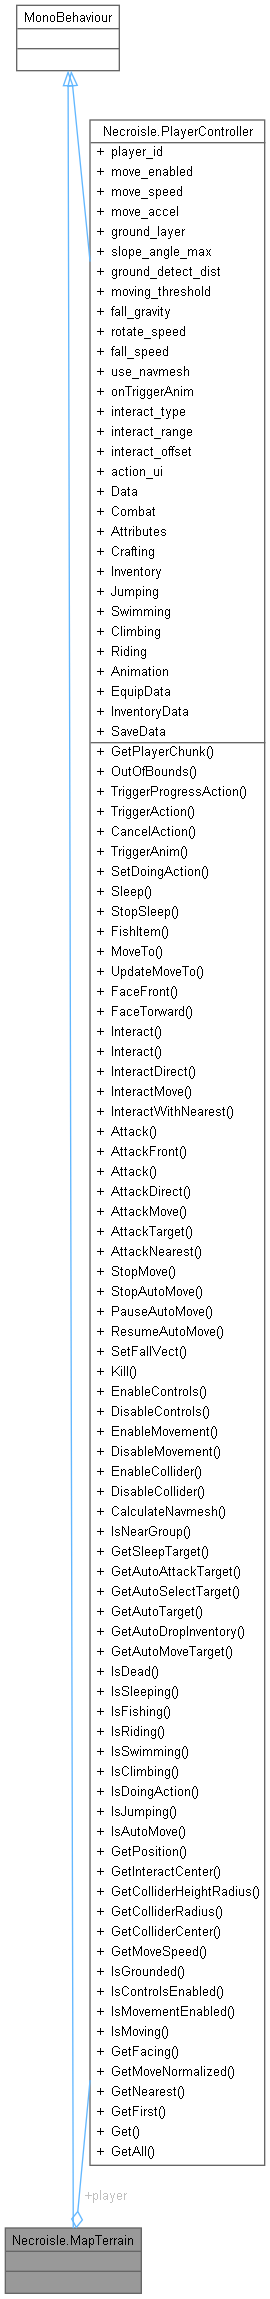 MonoBehaviour
Necroisle.PlayerController
+ player_id
+ move_enabled
+ move_speed
+ move_accel
+ ground_layer
+ slope_angle_max
+ ground_detect_dist
+ moving_threshold
+ fall_gravity
+ rotate_speed
+ fall_speed
+ use_navmesh
+ onTriggerAnim
+ interact_type
+ interact_range
+ interact_offset
+ action_ui
+ Data
+ Combat
+ Attributes
+ Crafting
+ Inventory
+ Jumping
+ Swimming
+ Climbing
+ Riding
+ Animation
+ EquipData
+ InventoryData
+ SaveData
+ GetPlayerChunk()
+ OutOfBounds()
+ TriggerProgressAction()
+ TriggerAction()
+ CancelAction()
+ TriggerAnim()
+ SetDoingAction()
+ Sleep()
+ StopSleep()
+ FishItem()
+ MoveTo()
+ UpdateMoveTo()
+ FaceFront()
+ FaceTorward()
+ Interact()
+ Interact()
+ InteractDirect()
+ InteractMove()
+ InteractWithNearest()
+ Attack()
+ AttackFront()
+ Attack()
+ AttackDirect()
+ AttackMove()
+ AttackTarget()
+ AttackNearest()
+ StopMove()
+ StopAutoMove()
+ PauseAutoMove()
+ ResumeAutoMove()
+ SetFallVect()
+ Kill()
+ EnableControls()
+ DisableControls()
+ EnableMovement()
+ DisableMovement()
+ EnableCollider()
+ DisableCollider()
+ CalculateNavmesh()
+ IsNearGroup()
+ GetSleepTarget()
+ GetAutoAttackTarget()
+ GetAutoSelectTarget()
+ GetAutoTarget()
+ GetAutoDropInventory()
+ GetAutoMoveTarget()
+ IsDead()
+ IsSleeping()
+ IsFishing()
+ IsRiding()
+ IsSwimming()
+ IsClimbing()
+ IsDoingAction()
+ IsJumping()
+ IsAutoMove()
+ GetPosition()
+ GetInteractCenter()
+ GetColliderHeightRadius()
+ GetColliderRadius()
+ GetColliderCenter()
+ GetMoveSpeed()
+ IsGrounded()
+ IsControlsEnabled()
+ IsMovementEnabled()
+ IsMoving()
+ GetFacing()
+ GetMoveNormalized()
+ GetNearest()
+ GetFirst()
+ Get()
+ GetAll()
+player
Necroisle.MapTerrain